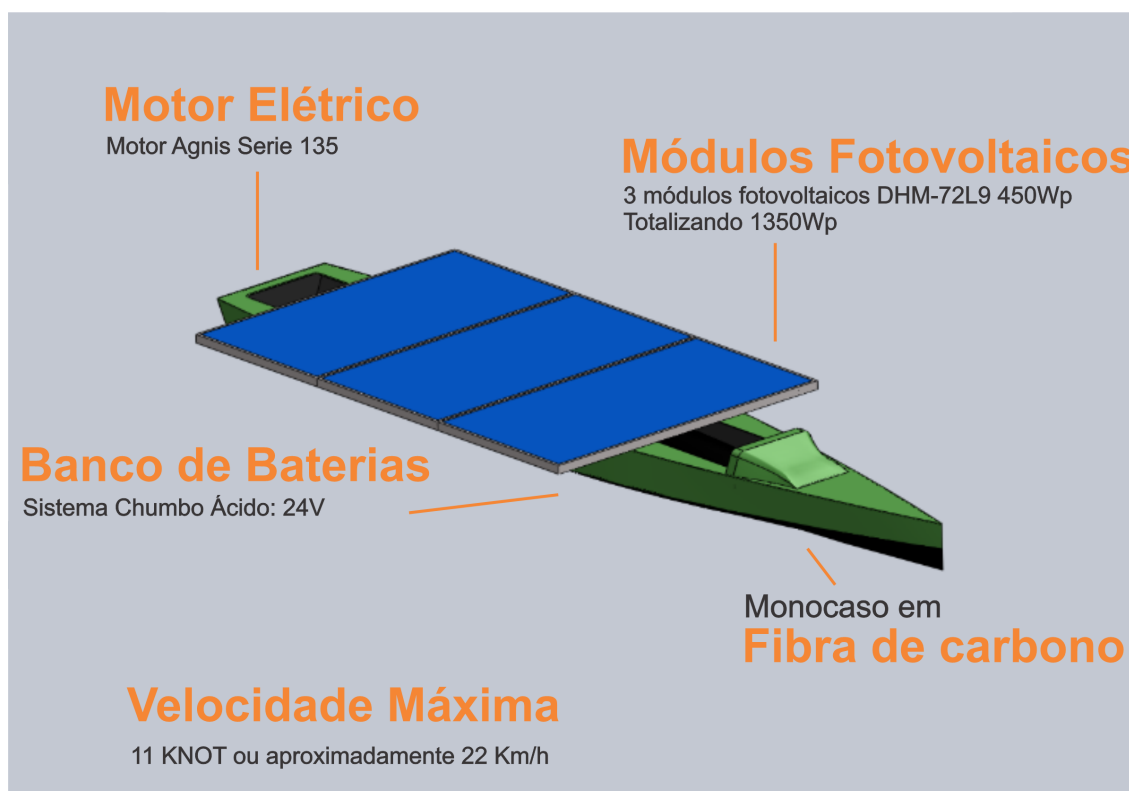 Motor Elétrico
Motor Agnis Serie 135
Módulos Fotovoltaicos
3 módulos fotovoltaicos DHM-72L9 450Wp
Totalizando 1350Wp
Banco de Baterias
Sistema Chumbo Ácido: 24V
Monocaso em
Fibra de carbono
Velocidade Máxima
11 KNOT ou aproximadamente 22 Km/h